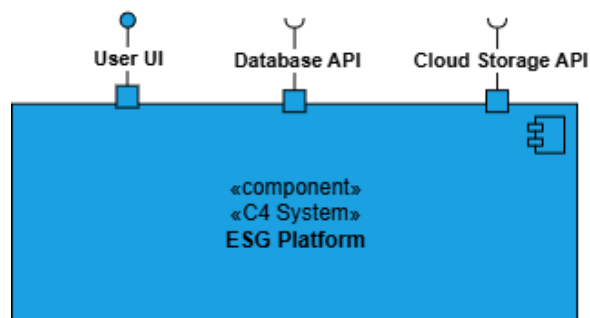 User UI
Database API
Cloud Storage API
«component»
«C4 System»
ESG Platform